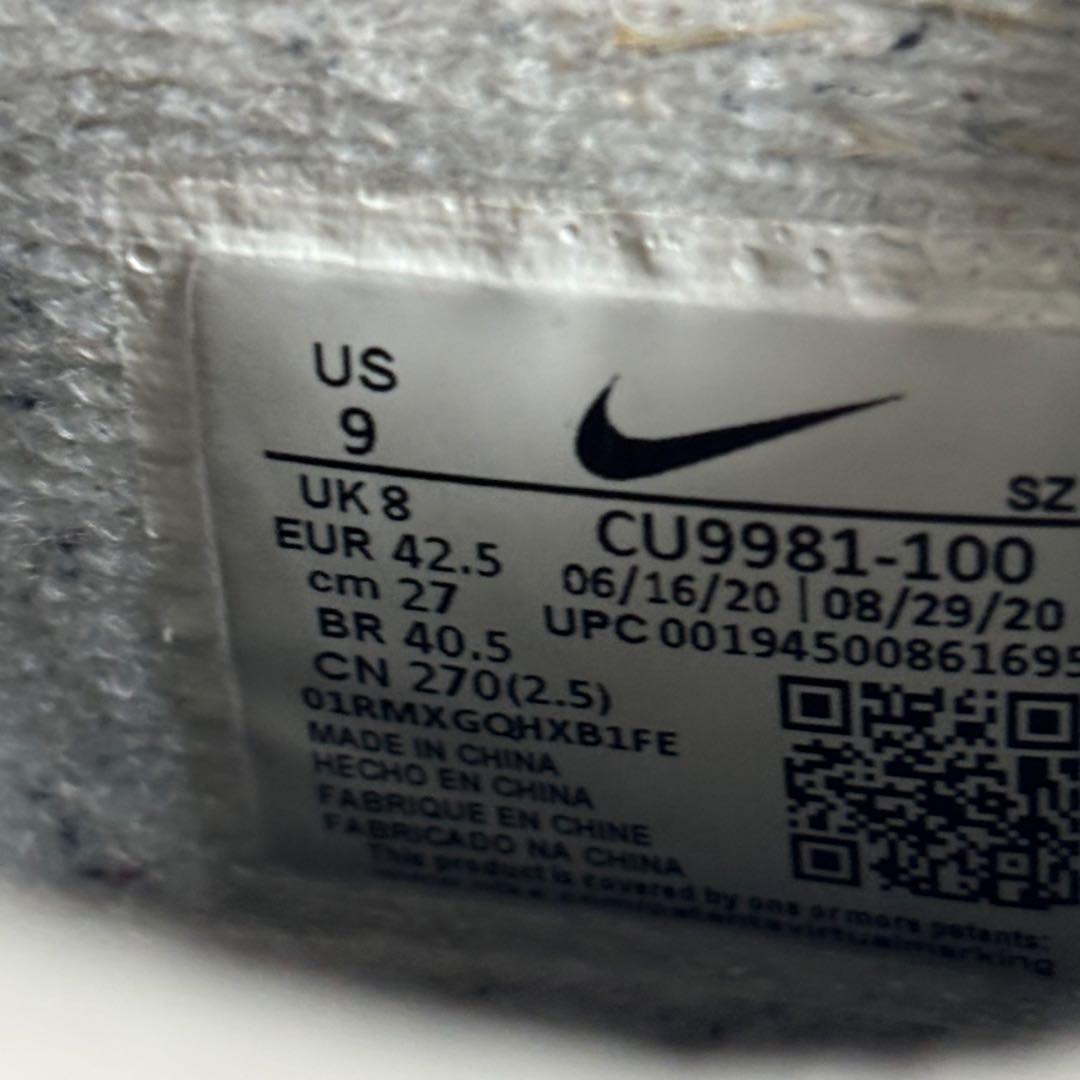 US
9
SZ
UK 8
EUR 42.5
cm 27
BR 40.5
CN 270(2.5)
CU9981-100
06/16/20 | 08/29/20
UPC 00194500861695
01RMXGQHXB1FE
MADE IN CHINA
HECHO EN CHINA
FABRIQUE EN CHINE
FABRICADO NA CHINA
This product is covered by one or more patents: